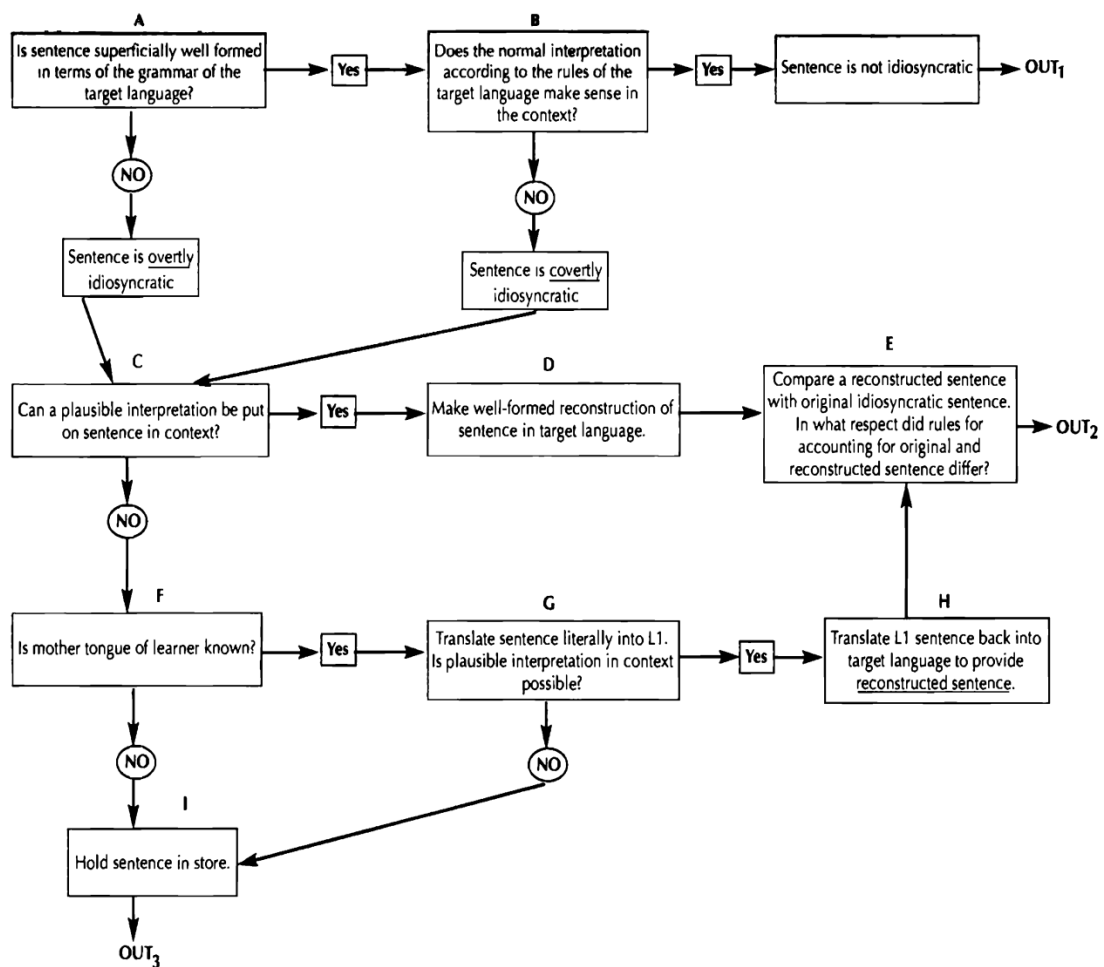 A
Is sentence superficially well formed
in terms of the grammar of the
target language?
Yes
B
Does the normal interpretation
according to the rules of the
target language make sense in
the context?
Yes
Sentence is not idiosyncratic
OUT1
NO
NO
Sentence is overtly
idiosyncratic
Sentence is covertly
idiosyncratic
C
Can a plausible interpretation be put
on sentence in context?
Yes
D
Make well-formed reconstruction of
sentence in target language.
E
Compare a reconstructed sentence
with original idiosyncratic sentence.
In what respect did rules for
accounting for original and
reconstructed sentence differ?
OUT2
NO
F
Is mother tongue of learner known?
Yes
G
Translate sentence literally into L1.
Is plausible interpretation in context
possible?
Yes
H
Translate L1 sentence back into
target language to provide
reconstructed sentence.
NO
NO
I
Hold sentence in store.
OUT3